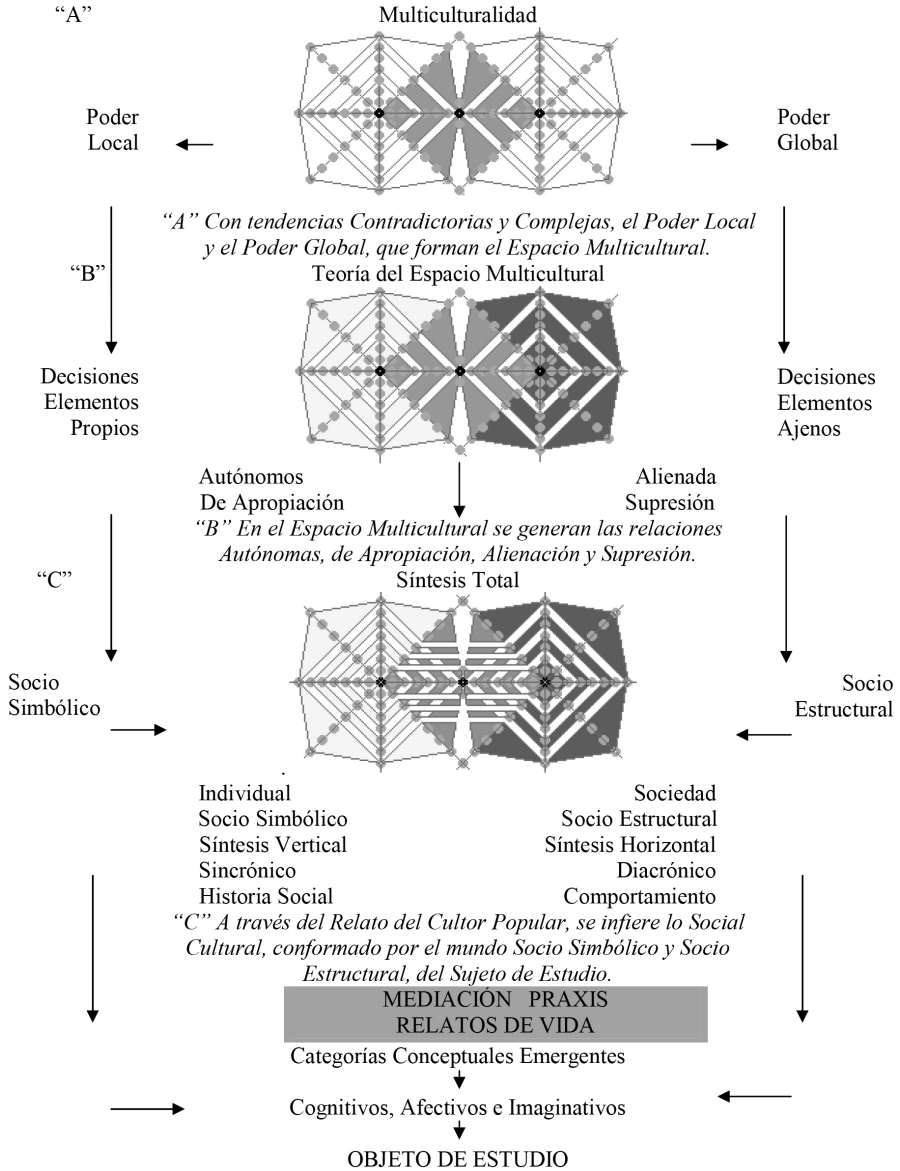 “A”
Multiculturalidad
Poder
Local
Poder
Global
“A” Con tendencias Contradictorias y Complejas, el Poder Local
y el Poder Global, que forman el Espacio Multicultural.
“B”
Teoría del Espacio Multicultural
Decisiones
Elementos
Propios
Decisiones
Elementos
Ajenos
Autónomos
De Apropiación
Alienada
Supresión
“B” En el Espacio Multicultural se generan las relaciones
Autónomas, de Apropiación, Alienación y Supresión.
“C”
Síntesis Total
Socio
Simbólico
Socio
Estructural
Individual
Socio Simbólico
Síntesis Vertical
Sincrónico
Historia Social
Sociedad
Socio Estructural
Síntesis Horizontal
Diacrónico
Comportamiento
“C” A través del Relato del Cultor Popular, se infiere lo Social
Cultural, conformado por el mundo Socio Simbólico y Socio
Estructural, del Sujeto de Estudio.
MEDIACIÓN PRAXIS
RELATOS DE VIDA
Categorías Conceptuales Emergentes
Cognitivos, Afectivos e Imaginativos
OBJETO DE ESTUDIO